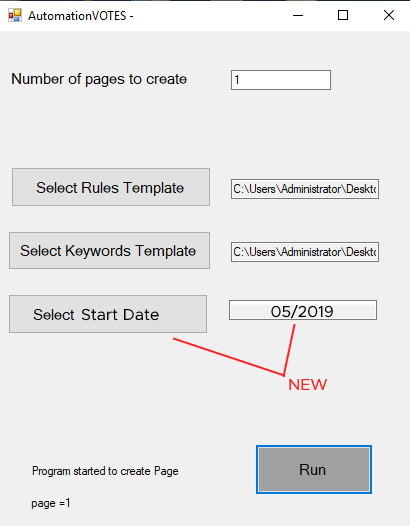 AutomationVOTES -
Number of pages to create 1
Select Rules Template C:\Users\Administrator\Deskto
Select Keywords Template C:\Users\Administrator\Deskto
Select Start Date 05/2019
NEW
Program started to create Page
Run
page =1